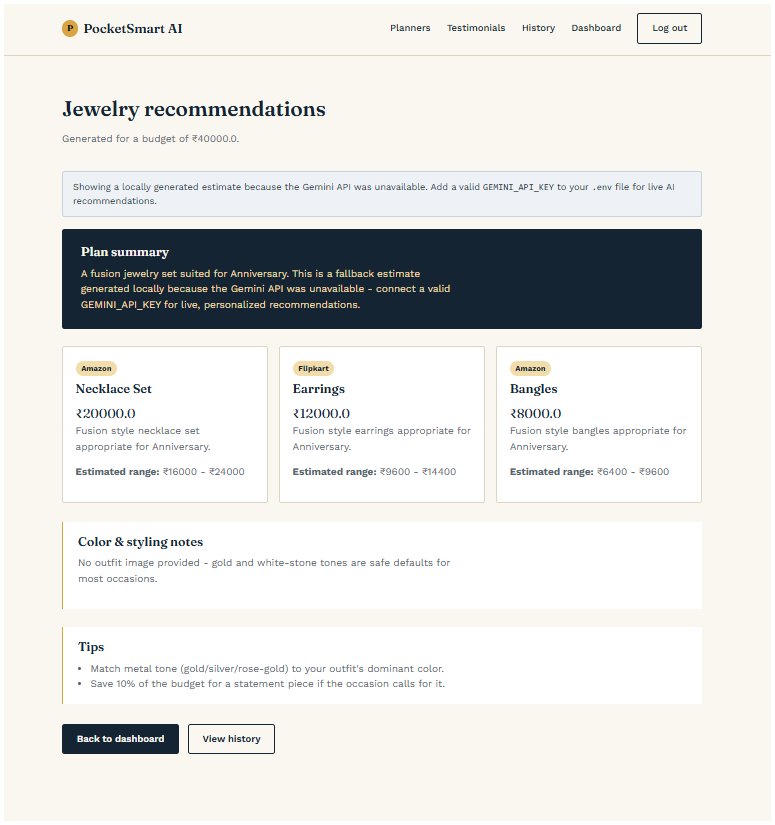 P PocketSmart AI
Planners Testimonials History Dashboard Log out
Jewelry recommendations
Generated for a budget of ₹40000.0.
Showing a locally generated estimate because the Gemini API was unavailable. Add a valid GEMINI_API_KEY to your .env file for live AI
recommendations.
Plan summary
A fusion jewelry set suited for Anniversary. This is a fallback estimate
generated locally because the Gemini API was unavailable – connect a valid
GEMINI_API_KEY for live, personalized recommendations.
Amazon
Necklace Set
₹20000.0
Fusion style necklace set
appropriate for Anniversary.
Estimated range: ₹16000 – ₹24000
Flipkart
Earrings
₹12000.0
Fusion style earrings appropriate for
Anniversary.
Estimated range: ₹9600 – ₹14400
Amazon
Bangles
₹8000.0
Fusion style bangles appropriate for
Anniversary.
Estimated range: ₹6400 – ₹9600
Color & styling notes
No outfit image provided – gold and white-stone tones are safe defaults for
most occasions.
Tips
• Match metal tone (gold/silver/rose-gold) to your outfit's dominant color.
• Save 10% of the budget for a statement piece if the occasion calls for it.
Back to dashboard View history